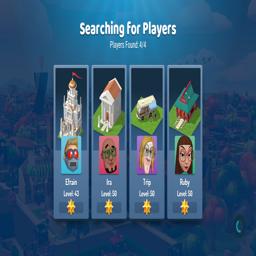 Searching for Players
Players Found: 4/4
Efrain
Level: 43
Ira
Level: 50
Trip
Level: 50
Ruby
Level: 50